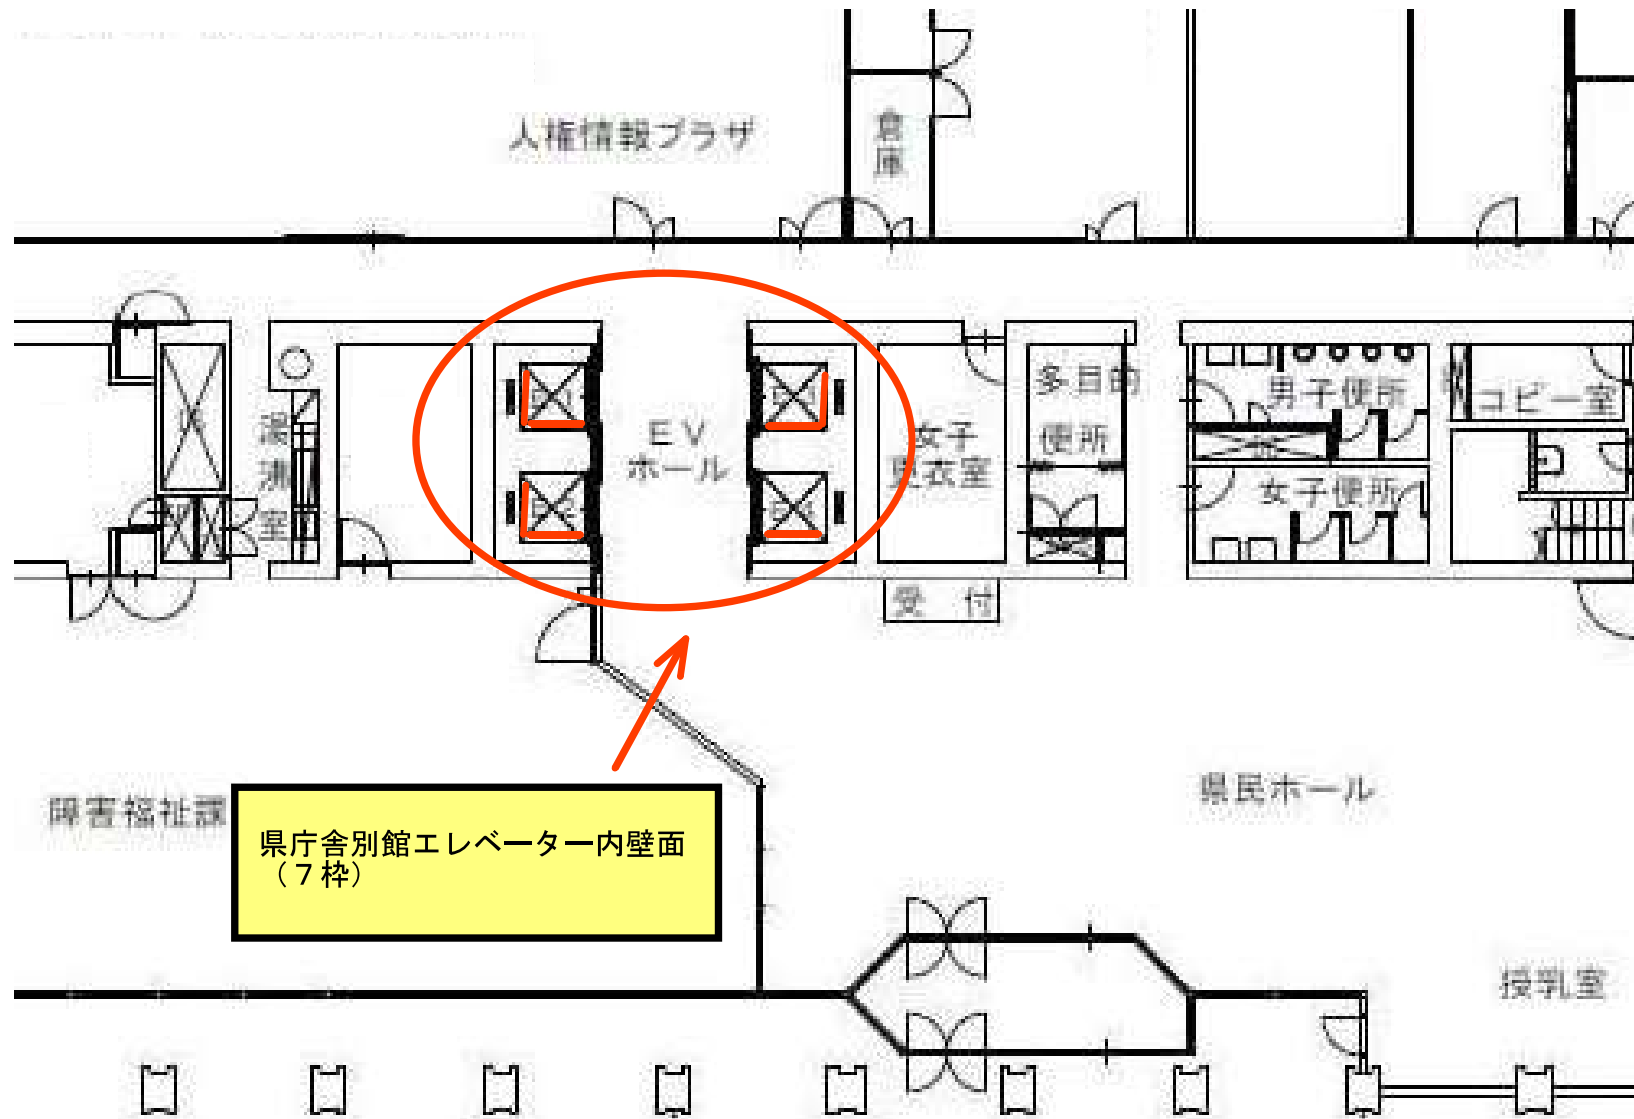 人権情報プラザ
倉庫
湯沸室
EV
ホール
女子
更衣室
多目的
便所
男子便所
女子便所
コピー室
受 付
障害福祉課
県庁舎別館エレベーター内壁面
（７枠）
県民ホール
授乳室